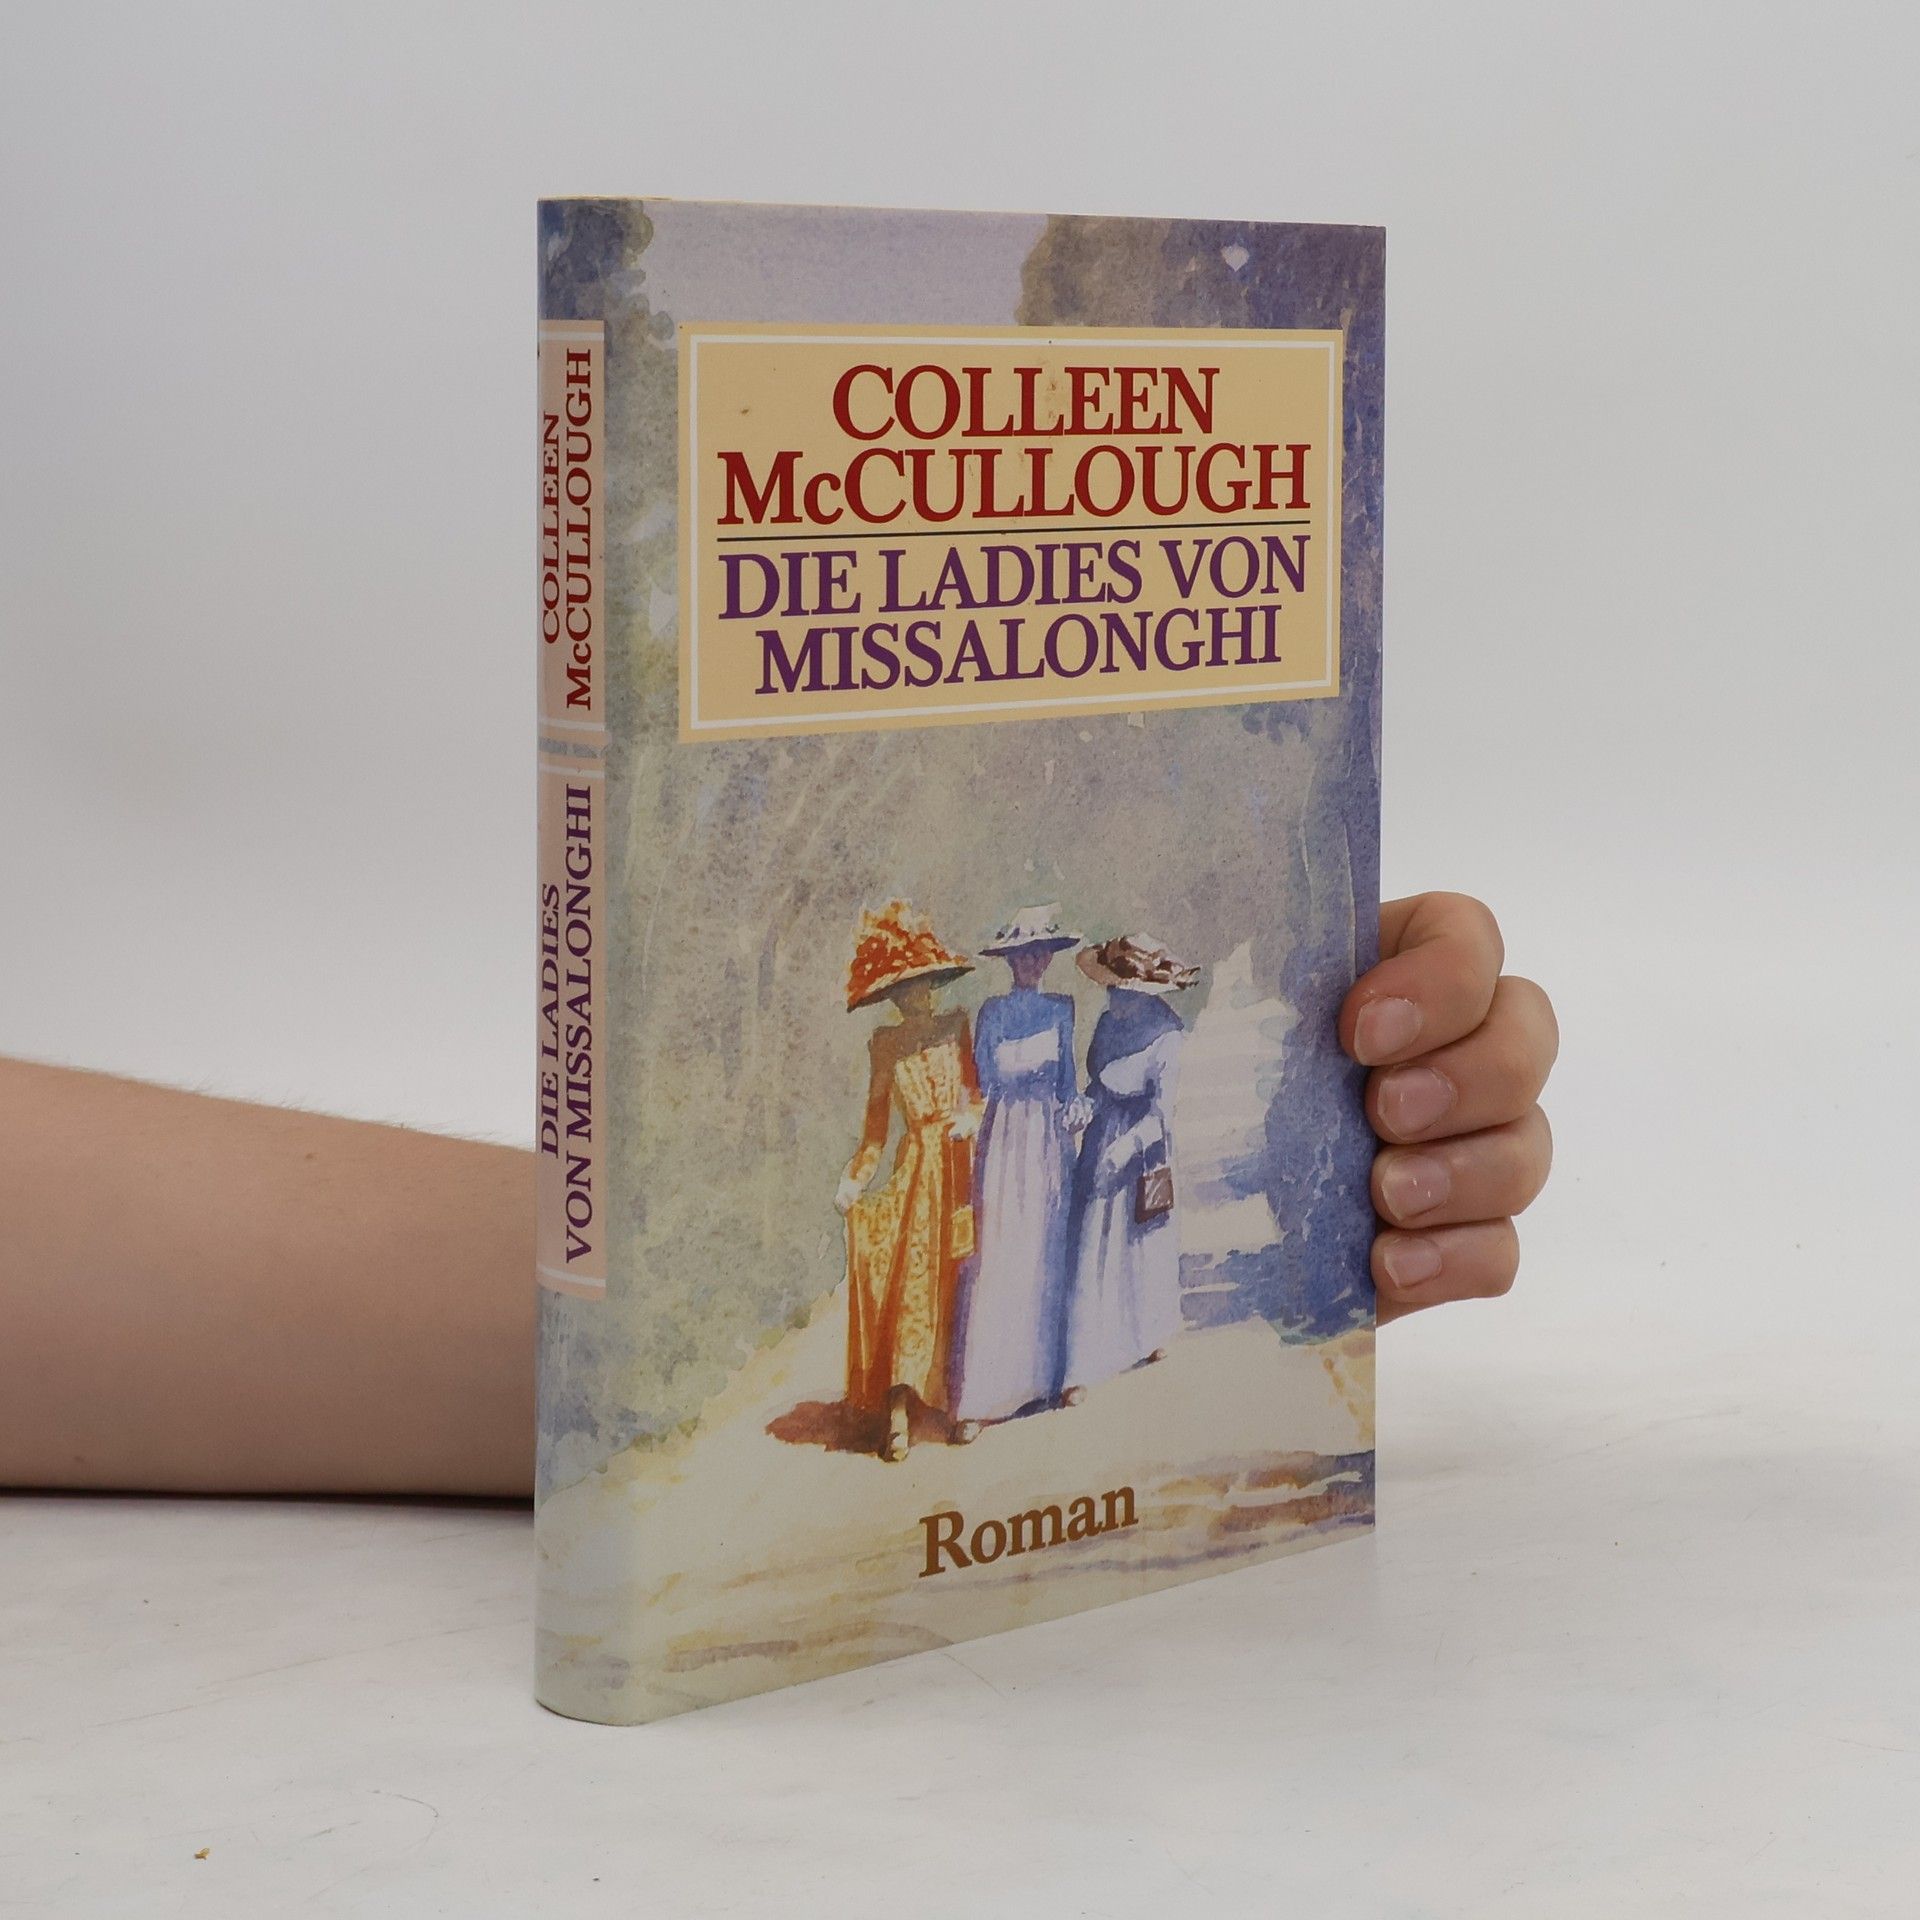 COLLEEN
McCULLOUGH
DIE LADIES
VON MISSALONGHI
COLLEEN
McCULLOUGH
DIE LADIES VON
MISSALONGHI
Roman